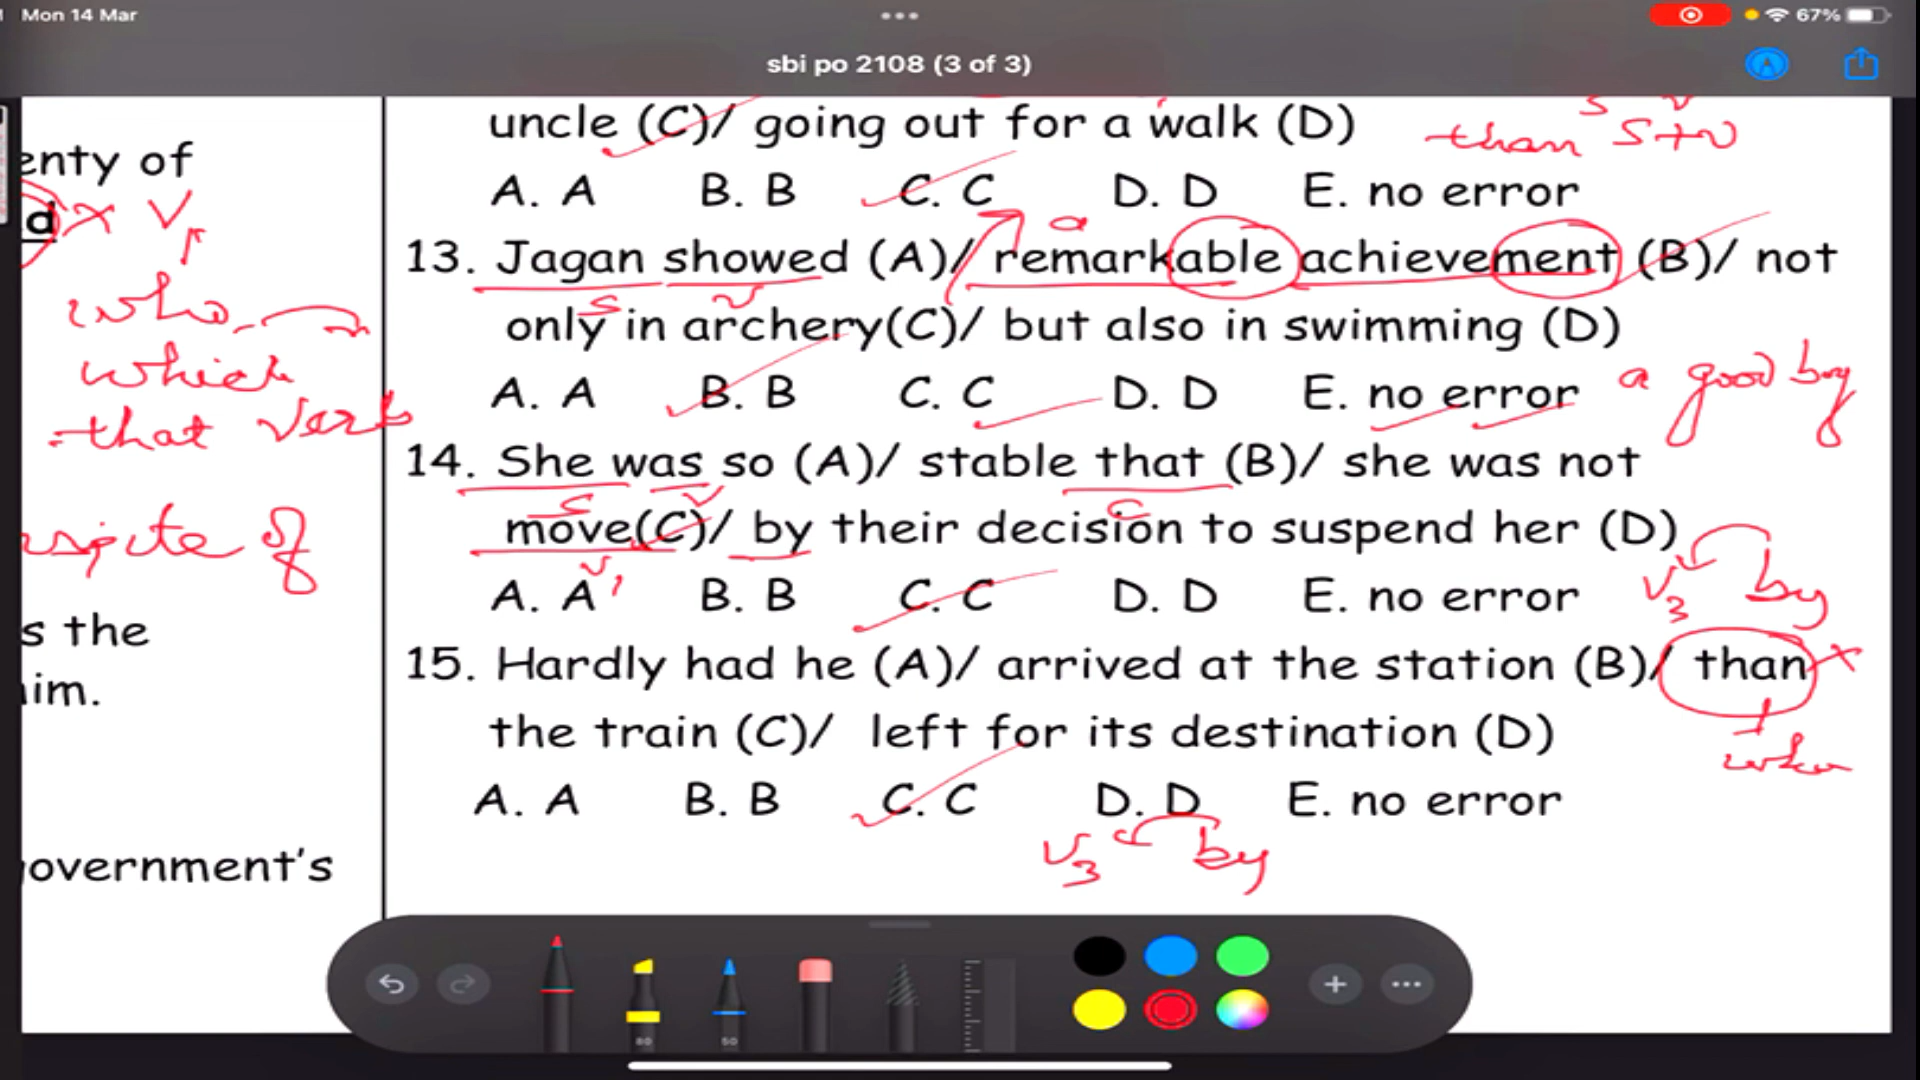 Mon 14 Mar
67%
sbi po 2108 (3 of 3)
enty of
d x V
who
which
that verb
uspite of
s the
im.
overnment's
uncle (C)/ going out for a walk (D)
s v
than S+v
A. A B. B C. C D. D E. no error
a
13. Jagan showed (A)/ remarkable achievement (B)/ not
s v
only in archery(C)/ but also in swimming (D)
A. A B. B C. C D. D E. no error
a good boy
14. She was so (A)/ stable that (B)/ she was not
s v c
move(C)/ by their decision to suspend her (D)
v1
A. A B. B C. C D. D E. no error
V3 by
15. Hardly had he (A)/ arrived at the station (B)/ than x
the train (C)/ left for its destination (D)
when
A. A B. B C. C D. D E. no error
V3 by
80 50